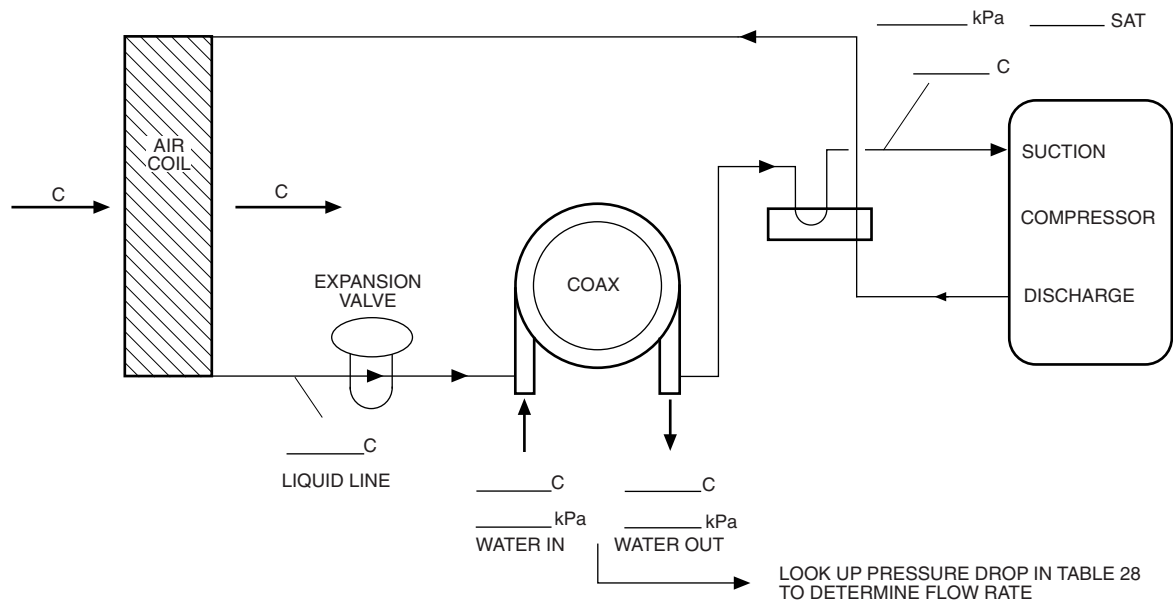 kPa SAT
C
AIR
COIL
SUCTION
C
C
COMPRESSOR
EXPANSION
VALVE
COAX
DISCHARGE
C
LIQUID LINE
C C
kPa kPa
WATER IN WATER OUT
LOOK UP PRESSURE DROP IN TABLE 28
TO DETERMINE FLOW RATE